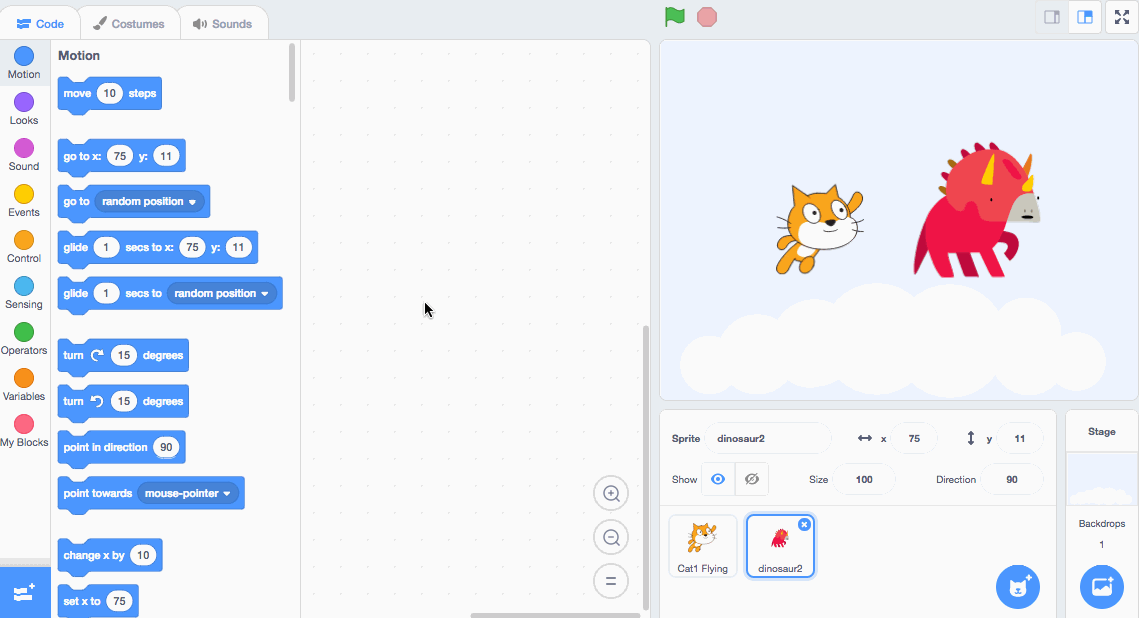 Code Costumes Sounds
Motion
Looks
Sound
Events
Control
Sensing
Operators
Variables
My Blocks
Motion
move 10 steps
go to x: 75 y: 11
go to random position
glide 1 secs to x: 75 y: 11
glide 1 secs to random position
turn 15 degrees
turn 15 degrees
point in direction 90
point towards mouse-pointer
change x by 10
set x to 75
Sprite dinosaur2 x 75 y 11
Show Size 100 Direction 90
Cat1 Flying dinosaur2
Stage
Backdrops
1